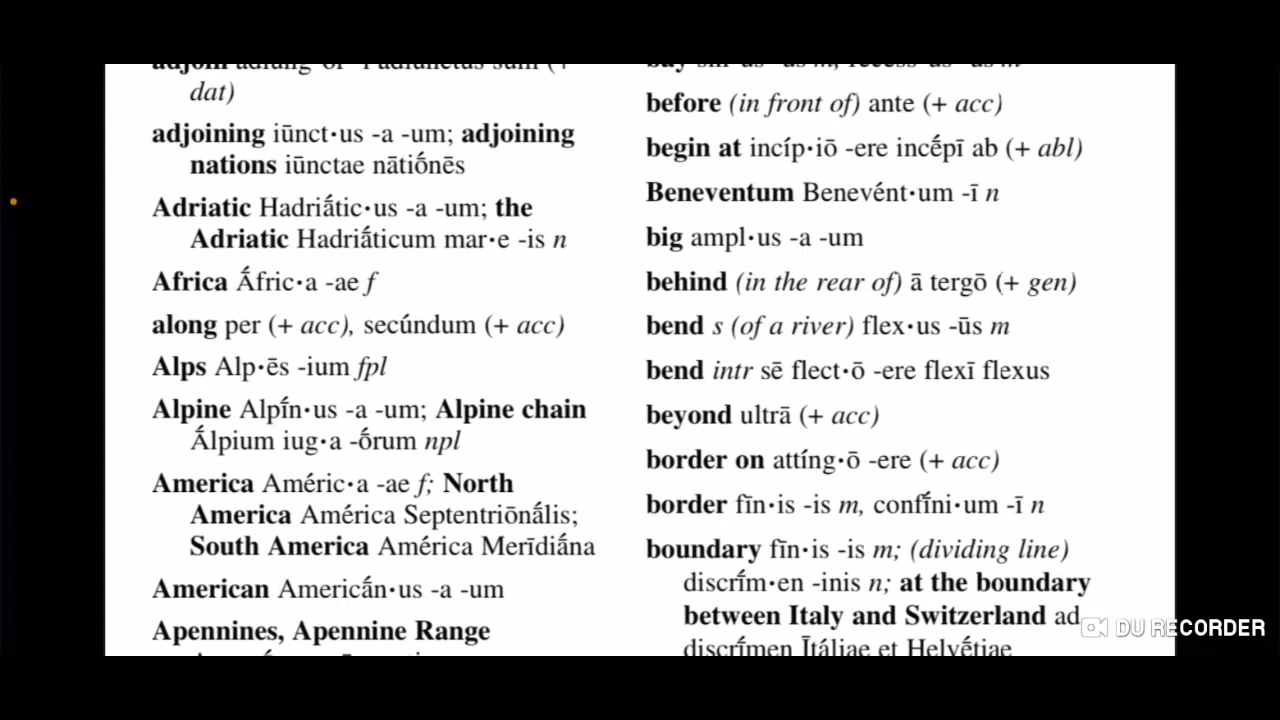 adjoin adiung·or -ī adiūnctus sum (+
dat)
adjoining iūnct·us -a -um; adjoining
nations iūnctae nātiṓnēs
Adriatic Hadriā́tic·us -a -um; the
Adriatic Hadriā́ticum mar·e -is n
Africa Ā́fric·a -ae f
along per (+ acc), secúndum (+ acc)
Alps Alp·ēs -ium fpl
Alpine Alpī́n·us -a -um; Alpine chain
Ā́lpium iug·a -ṓrum npl
America Améric·a -ae f; North
America América Septentriōnā́lis;
South America América Merīdiā́na
American Americā́n·us -a -um
Apennines, Apennine Range
before (in front of) ante (+ acc)
begin at incíp·iō -ere incḗpī ab (+ abl)
Beneventum Benevént·um -ī n
big ampl·us -a -um
behind (in the rear of) ā tergō (+ gen)
bend s (of a river) flex·us -ūs m
bend intr sē flect·ō -ere flexī flexus
beyond ultrā (+ acc)
border on attíng·ō -ere (+ acc)
border fīn·is -is m, confī́ni·um -ī n
boundary fīn·is -is m; (dividing line)
discrī́m·en -inis n; at the boundary
between Italy and Switzerland ad
discrī́men Ītáliae et Helvḗtiae
DU RECORDER